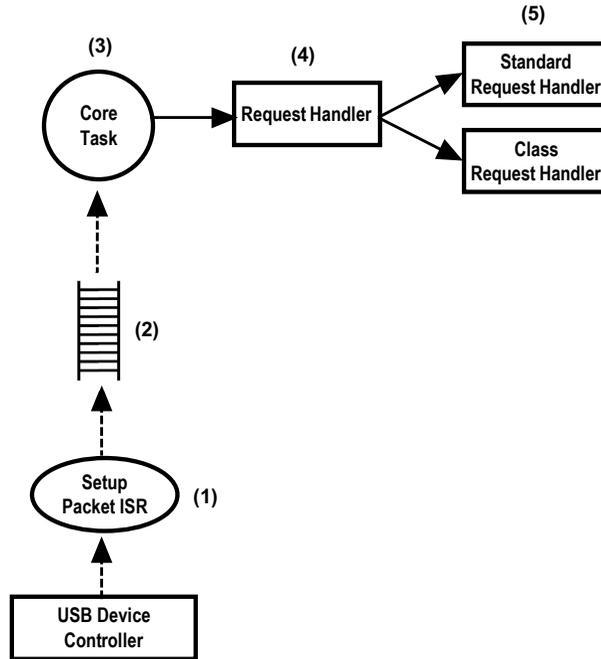 (5)
(3)
(4)
Standard
Request Handler
Core
Task
Request Handler
Class
Request Handler
(2)
Setup
Packet ISR
(1)
USB Device
Controller